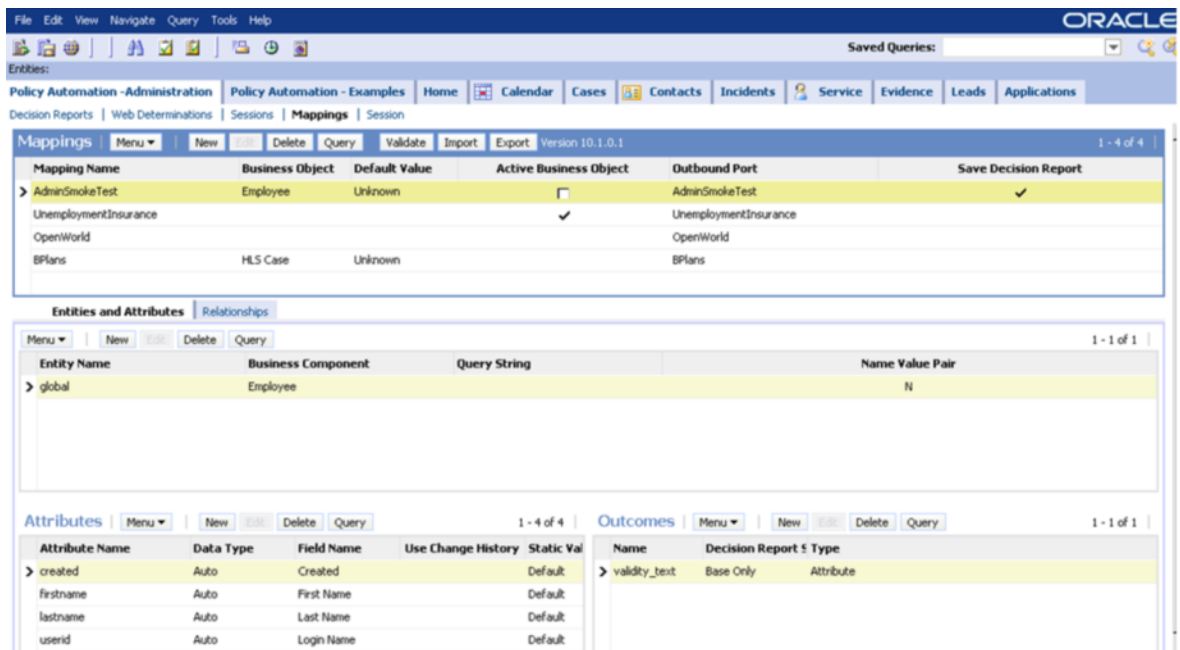 File Edit View Navigate Query Tools Help ORACLE
Saved Queries:
Entities:
Policy Automation -Administration Policy Automation - Examples Home Calendar Cases Contacts Incidents Service Evidence Leads Applications
Decision Reports | Web Determinations | Sessions | Mappings | Session
Mappings | Menu | New Edit Delete Query Validate Import Export Version 10.1.0.1 1 - 4 of 4
Mapping Name Business Object Default Value Active Business Object Outbound Port Save Decision Report
AdminSmokeTest Employee Unknown AdminSmokeTest
UnemploymentInsurance UnemploymentInsurance
OpenWorld OpenWorld
BPlans HLS Case Unknown BPlans
Entities and Attributes Relationships
Menu | New Edit Delete Query 1 - 1 of 1
Entity Name Business Component Query String Name Value Pair
global Employee N
Attributes | Menu | New Edit Delete Query 1 - 4 of 4 Outcomes | Menu | New Edit Delete Query 1 - 1 of 1
Attribute Name Data Type Field Name Use Change History Static Val Name Decision Report S Type
created Auto Created Default validity_text Base Only Attribute
firstname Auto First Name Default
lastname Auto Last Name Default
userid Auto Login Name Default